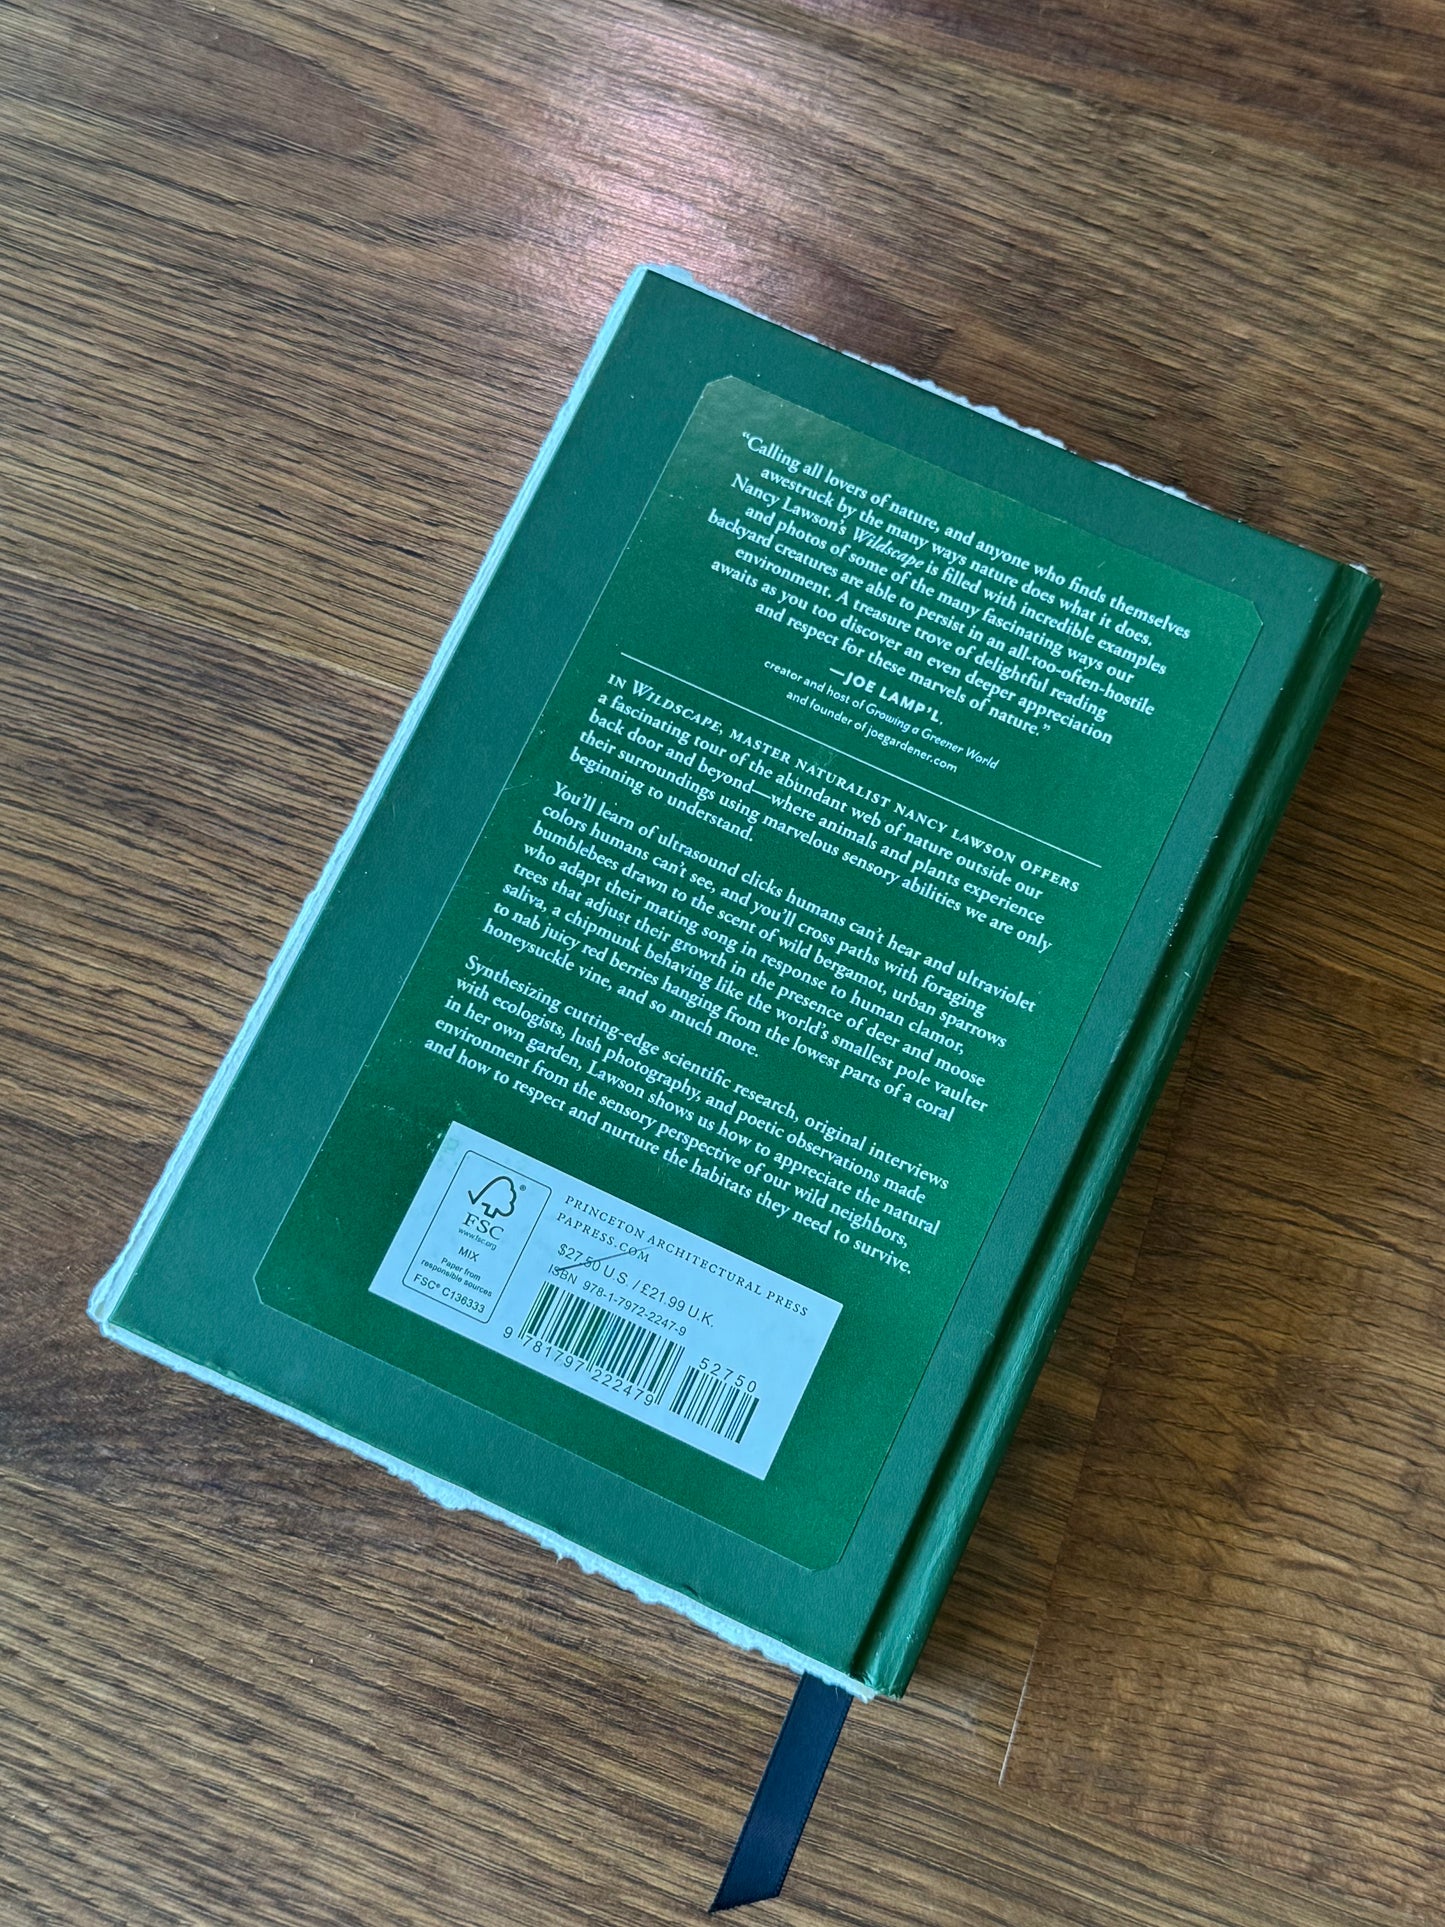 “Calling all lovers of nature, and anyone who finds themselves
awestruck by the many ways nature does what it does.
Nancy Lawson’s Wildscape is filled with incredible examples
and photos of some of the many fascinating ways our
backyard creatures are able to persist in an all-too-often-hostile
environment. A treasure trove of delightful reading
awaits as you too discover an even deeper appreciation
and respect for these marvels of nature.”
—JOE LAMP’L,
creator and host of Growing a Greener World
and founder of joegardener.com
IN WILDSCAPE, MASTER NATURALIST NANCY LAWSON OFFERS
a fascinating tour of the abundant web of nature outside our
back door and beyond—where animals and plants experience
their surroundings using marvelous sensory abilities we are only
beginning to understand.
You’ll learn of ultrasound clicks humans can’t hear and ultraviolet
colors humans can’t see, and you’ll cross paths with foraging
bumblebees drawn to the scent of wild bergamot, urban sparrows
who adapt their mating song in response to human clamor,
trees that adjust their growth in the presence of deer and moose
saliva, a chipmunk behaving like the world’s smallest pole vaulter
to nab juicy red berries hanging from the lowest parts of a coral
honeysuckle vine, and so much more.
Synthesizing cutting-edge scientific research, original interviews
with ecologists, lush photography, and poetic observations made
in her own garden, Lawson shows us how to appreciate the natural
environment from the sensory perspective of our wild neighbors,
and how to respect and nurture the habitats they need to survive.
®
FSC
www.fsc.org
MIX
Paper from
responsible sources
FSC® C136333
PRINCETON ARCHITECTURAL PRESS
PAPRESS.COM
$27.50 U.S. / £21.99 U.K.
ISBN 978-1-7972-2247-9
52750
9 781797 222479